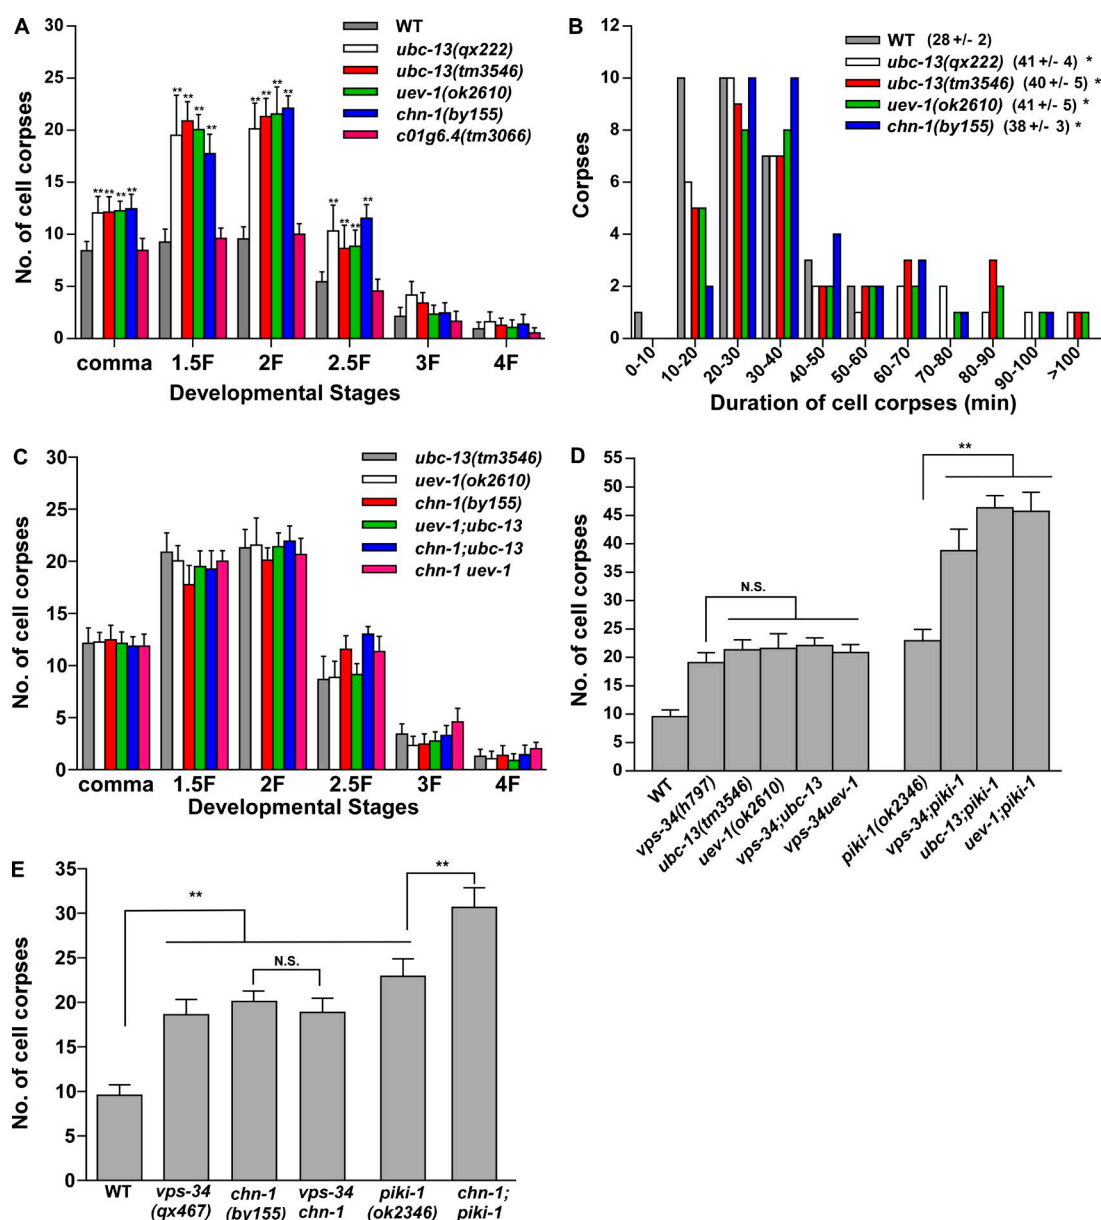 A
No. of cell corpses
30
25
20
15
10
5
0
WT
ubc-13(qx222)
ubc-13(tm3546)
uev-1(ok2610)
chn-1(by155)
c01g6.4(tm3066)
** ** ** **
** ** ** **
** ** ** **
** ** ** **
comma 1.5F 2F 2.5F 3F 4F
Developmental Stages
B
Corpses
12
10
8
6
4
2
0
WT (28 +/- 2)
ubc-13(qx222) (41 +/- 4) *
ubc-13(tm3546) (40 +/- 5) *
uev-1(ok2610) (41 +/- 5) *
chn-1(by155) (38 +/- 3) *
0-10 10-20 20-30 30-40 40-50 50-60 60-70 70-80 80-90 90-100 >100
Duration of cell corpses (min)
C
No. of cell corpses
30
25
20
15
10
5
0
ubc-13(tm3546)
uev-1(ok2610)
chn-1(by155)
uev-1;ubc-13
chn-1;ubc-13
chn-1 uev-1
comma 1.5F 2F 2.5F 3F 4F
Developmental Stages
D
No. of cell corpses
55
50
45
40
35
30
25
20
15
10
5
0
N.S.
**
WT
vps-34(h797)
ubc-13(tm3546)
uev-1(ok2610)
vps-34;ubc-13
vps-34uev-1
piki-1(ok2346)
vps-34;piki-1
ubc-13;piki-1
uev-1;piki-1
E
No. of cell corpses
35
30
25
20
15
10
5
0
**
N.S.
**
WT vps-34 chn-1 vps-34 piki-1 chn-1;
(qx467) (by155) chn-1 (ok2346) piki-1